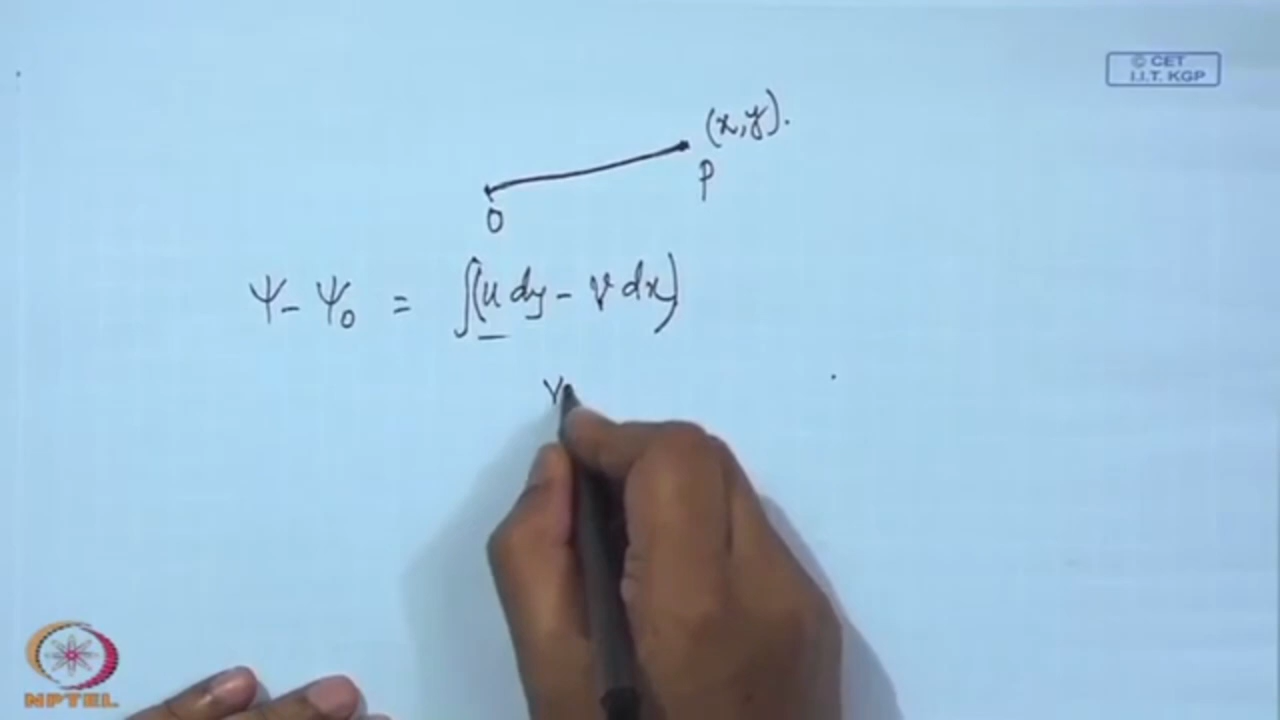 © CET
I.I.T. KGP
(x,y).
P
O
Ψ - Ψ₀ = ∫(u dy - v dx)
NPTEL